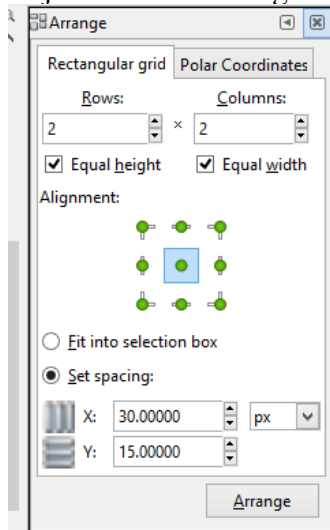 Arrange
Rectangular grid Polar Coordinates
Rows: Columns:
2 × 2
Equal height Equal width
Alignment:
Fit into selection box
Set spacing:
X: 30.00000 px
Y: 15.00000
Arrange